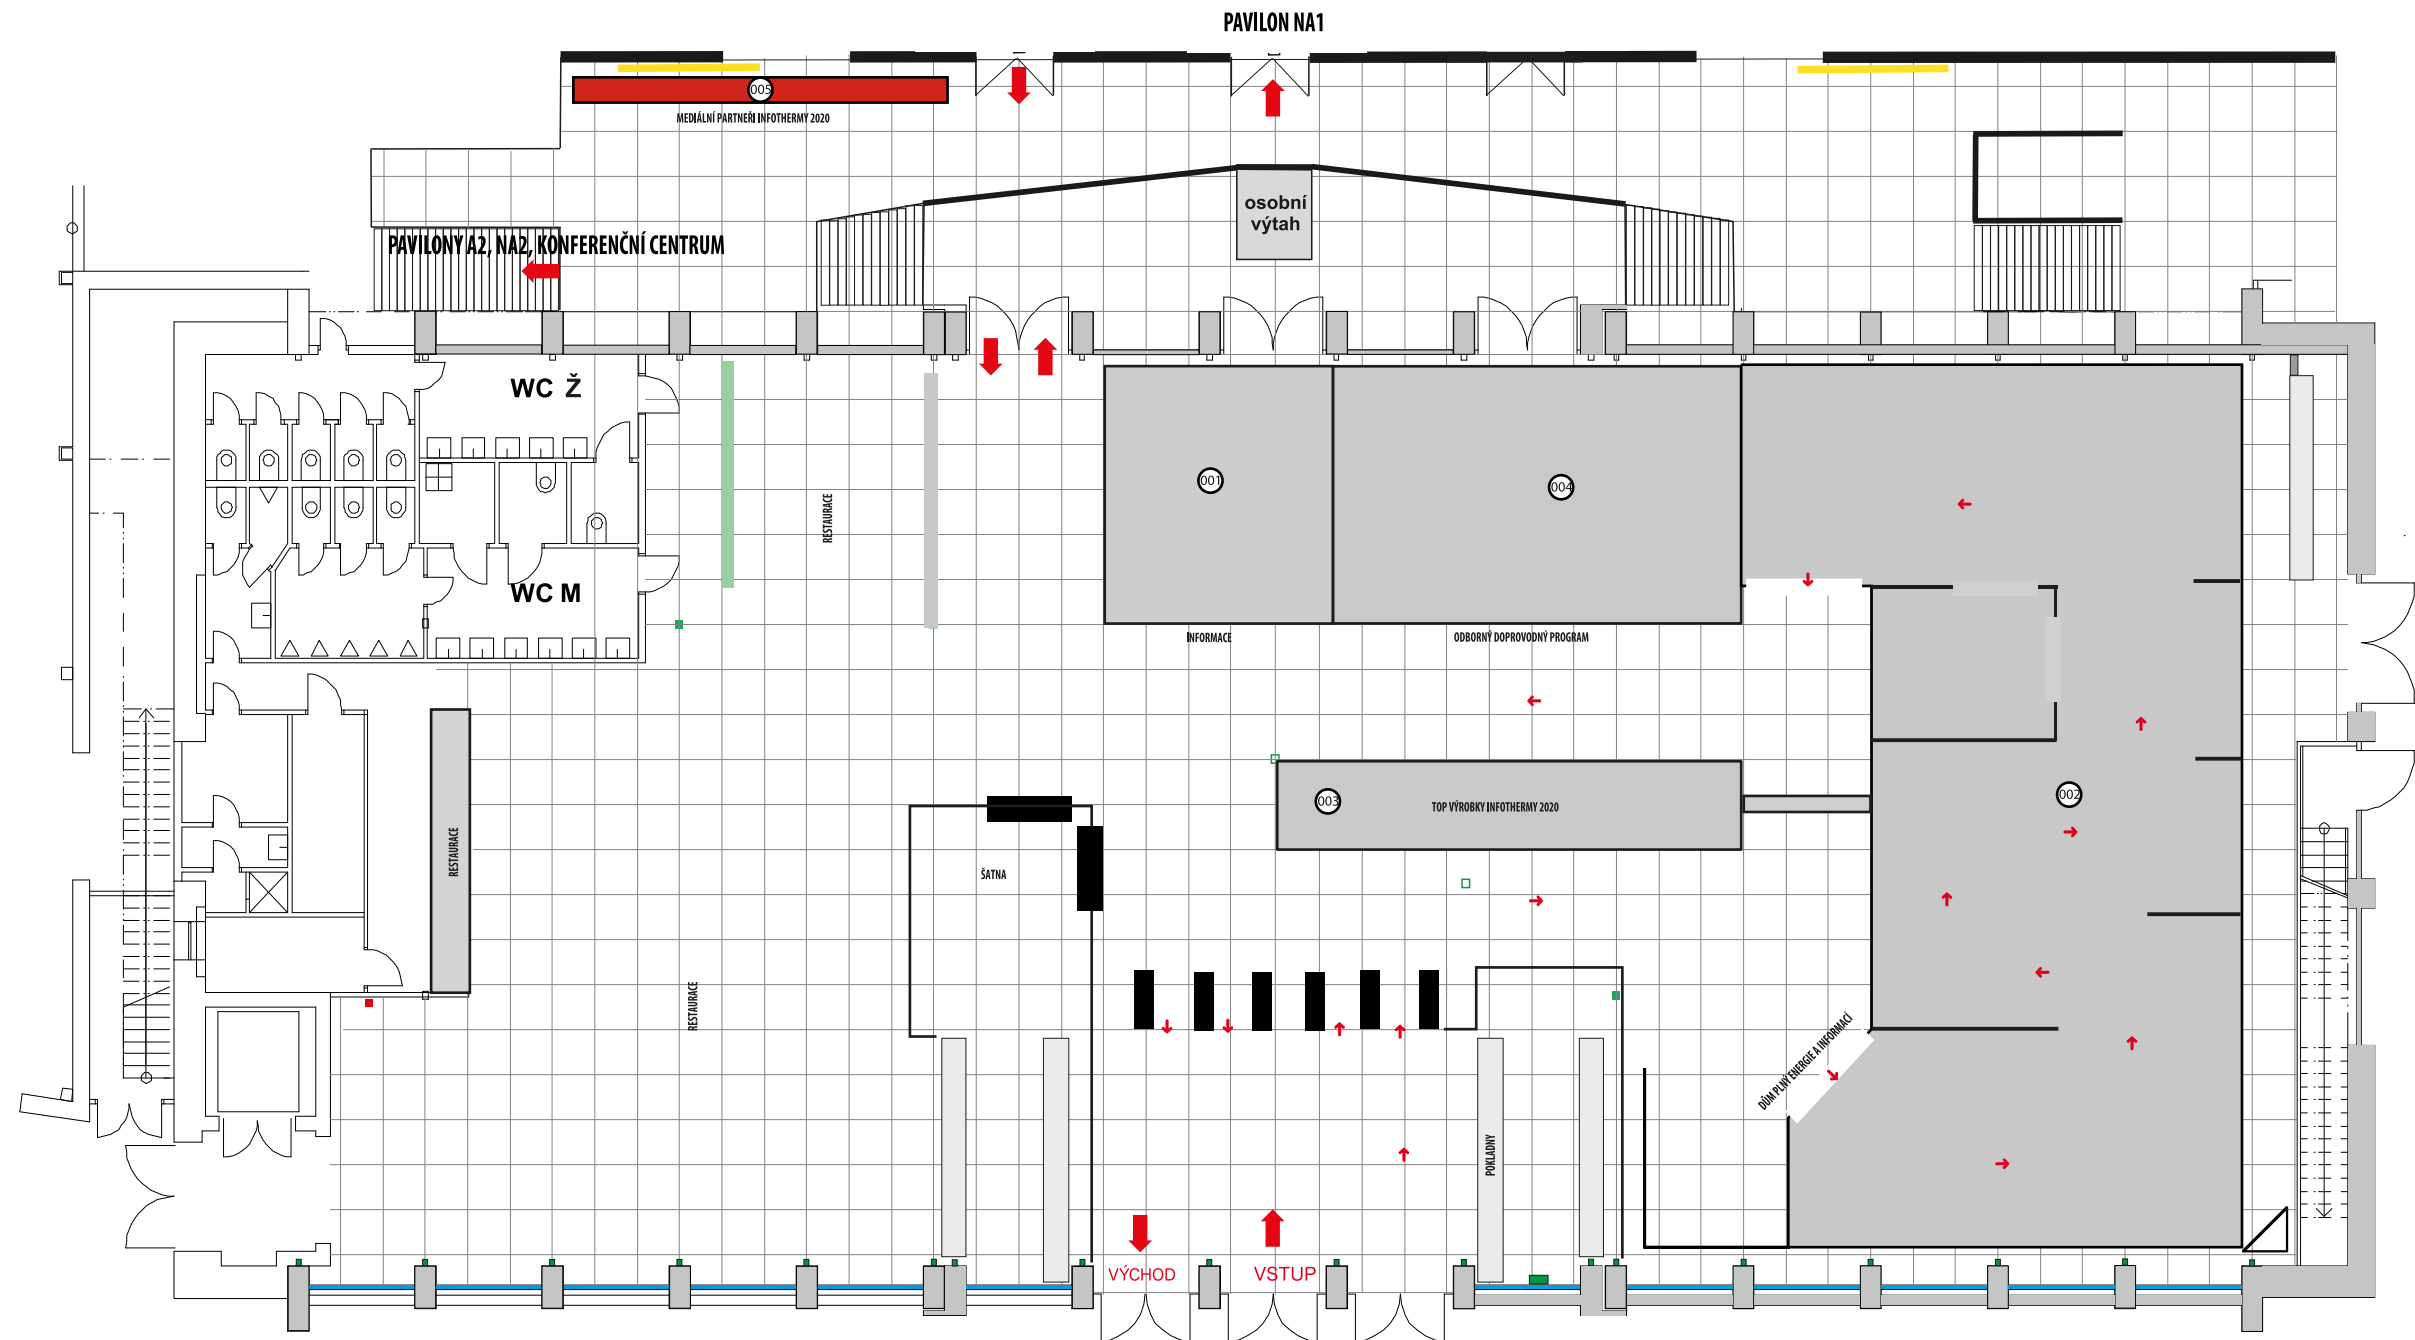 PAVILON NA1
005
MEDIÁLNÍ PARTNEŘI INFOTHERMY 2020
osobní
výtah
PAVILONY A2, NA2, KONFERENČNÍ CENTRUM
WC Ž
001
004
RESTAURACE
WC M
INFORMACE
ODBORNÝ DOPROVODNÝ PROGRAM
003
TOP VÝROBKY INFOTHERMY 2020
002
RESTAURACE
ŠATNA
RESTAURACE
DŮM PLNÝ ENERGIE A INFORMACÍ
POKLADNY
VÝCHOD
VSTUP